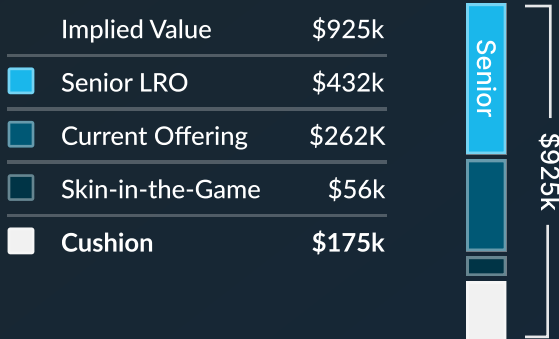 Implied Value $925k
Senior LRO $432k
Current Offering $262K
Skin-in-the-Game $56k
Cushion $175k
Senior
$925k